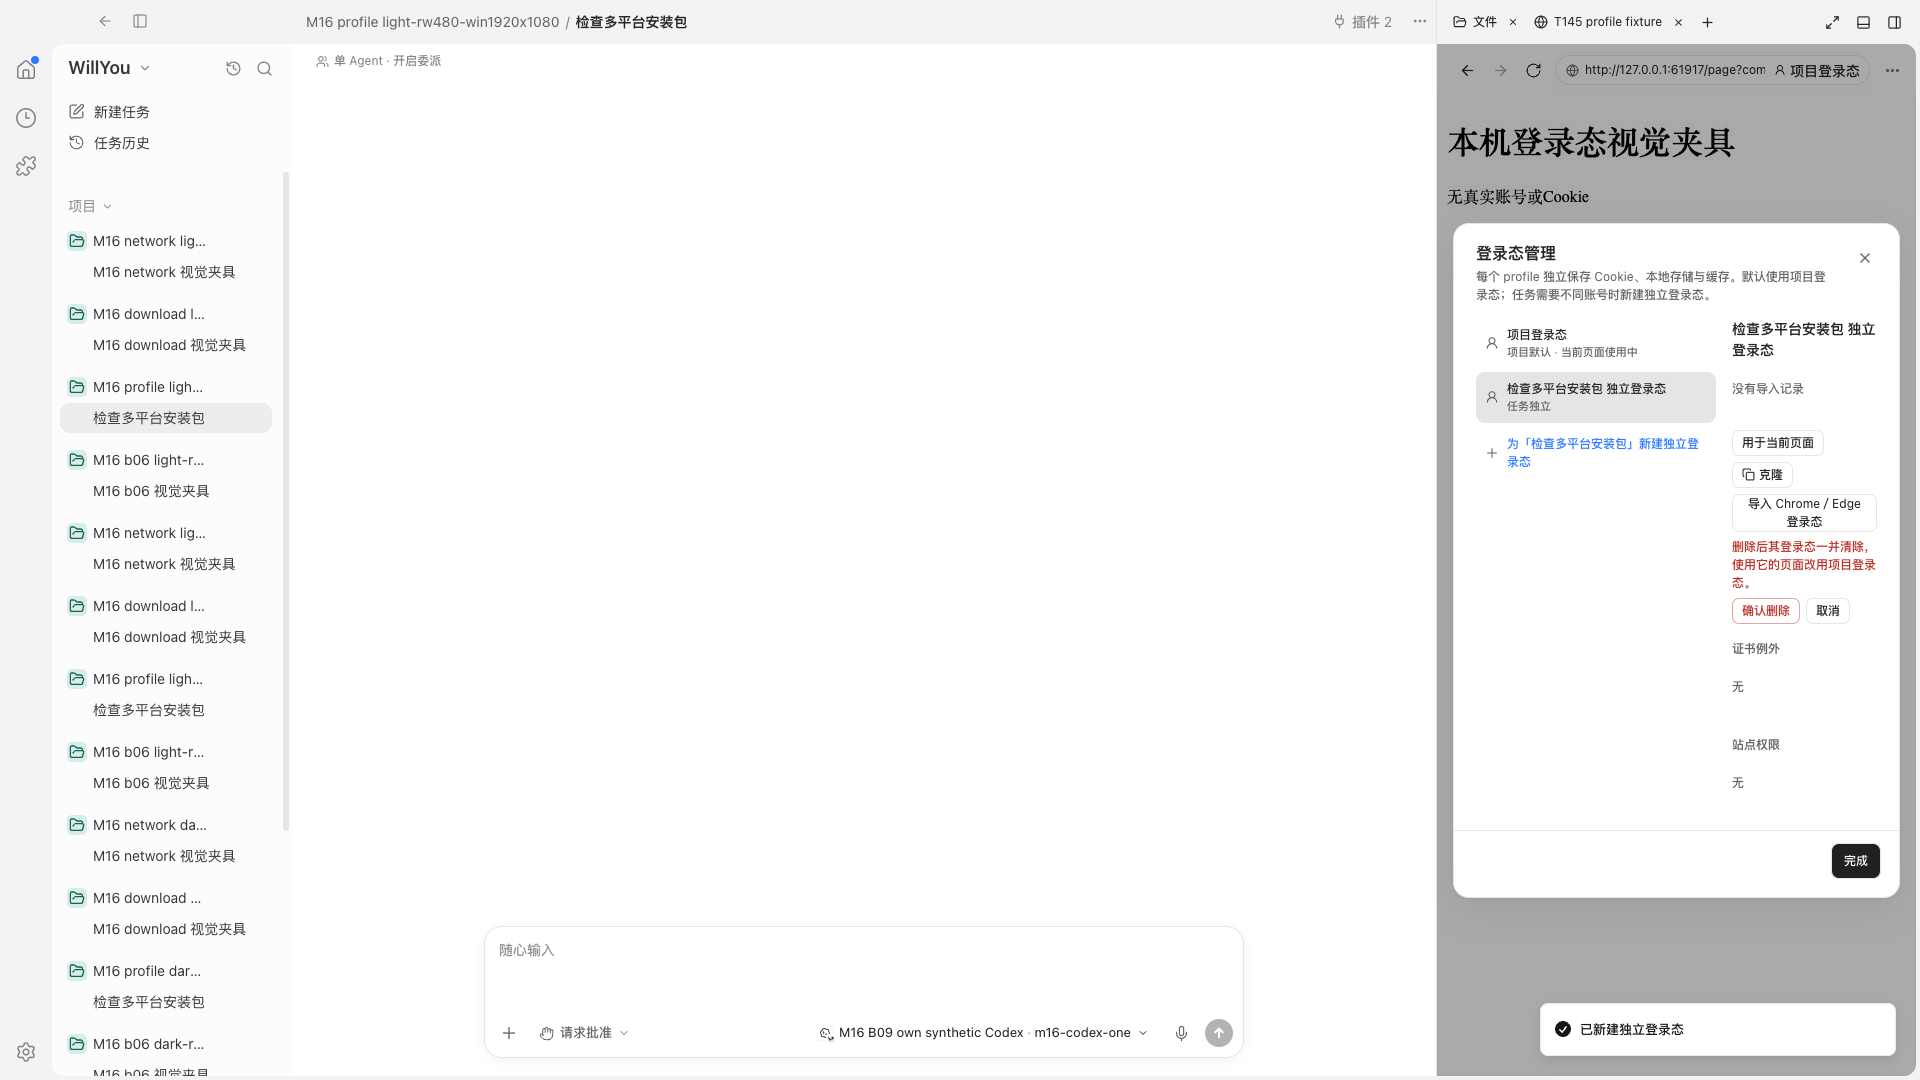 M16 profile light-rw480-win1920x1080 / 检查多平台安装包
插件 2
文件
T145 profile fixture
WillYou
新建任务
任务历史
项目
M16 network lig...
M16 network 视觉夹具
M16 download l...
M16 download 视觉夹具
M16 profile ligh...
检查多平台安装包
M16 b06 light-r...
M16 b06 视觉夹具
M16 network lig...
M16 network 视觉夹具
M16 download l...
M16 download 视觉夹具
M16 profile ligh...
检查多平台安装包
M16 b06 light-r...
M16 b06 视觉夹具
M16 network da...
M16 network 视觉夹具
M16 download ...
M16 download 视觉夹具
M16 profile dar...
检查多平台安装包
M16 b06 dark-r...
M16 b06 视觉夹具
单 Agent · 开启委派
随心输入
请求批准
M16 B09 own synthetic Codex · m16-codex-one
http://127.0.0.1:61917/page?com
项目登录态
本机登录态视觉夹具
无真实账号或Cookie
登录态管理
每个 profile 独立保存 Cookie、本地存储与缓存。默认使用项目登
录态；任务需要不同账号时新建独立登录态。
项目登录态
项目默认 · 当前页面使用中
检查多平台安装包 独立登录态
任务独立
为「检查多平台安装包」新建独立登
录态
检查多平台安装包 独立
登录态
没有导入记录
用于当前页面
克隆
导入 Chrome / Edge
登录态
删除后其登录态一并清除，
使用它的页面改用项目登录
态。
确认删除
取消
证书例外
无
站点权限
无
完成
已新建独立登录态